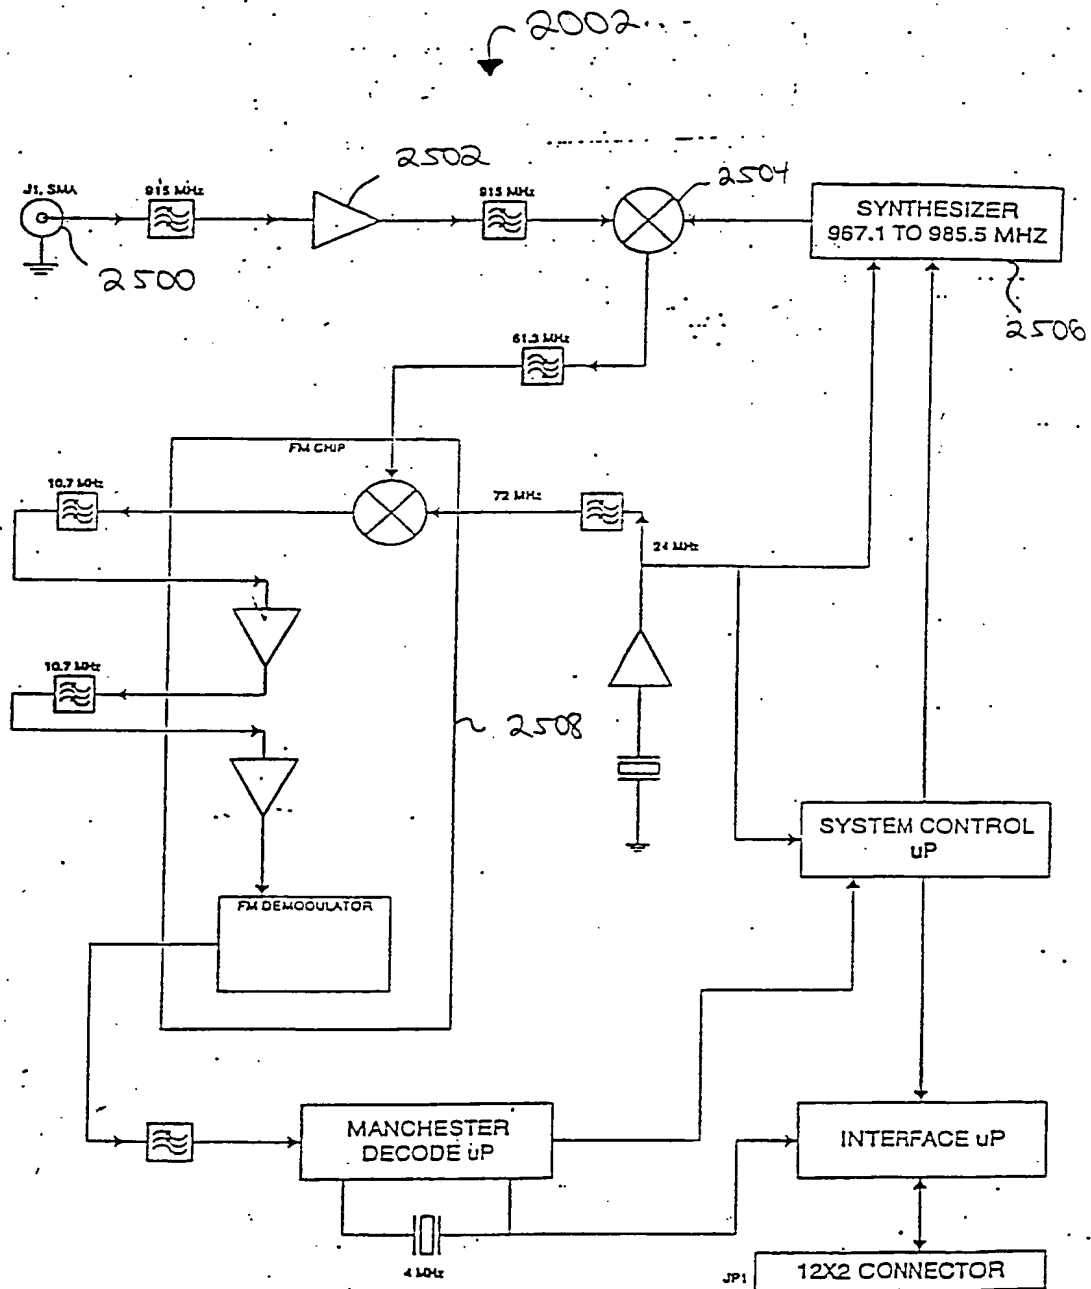 2002
2502
2504
J1, SMA
915 MHz
915 MHz
SYNTHESIZER
967.1 TO 985.5 MHZ
2500
2506
61.3 MHz
FM CHIP
10.7 MHz
72 MHz
24 MHz
10.7 MHz
2508
SYSTEM CONTROL
uP
FM DEMODULATOR
MANCHESTER
DECODE uP
INTERFACE uP
4 MHz
JP1
12X2 CONNECTOR